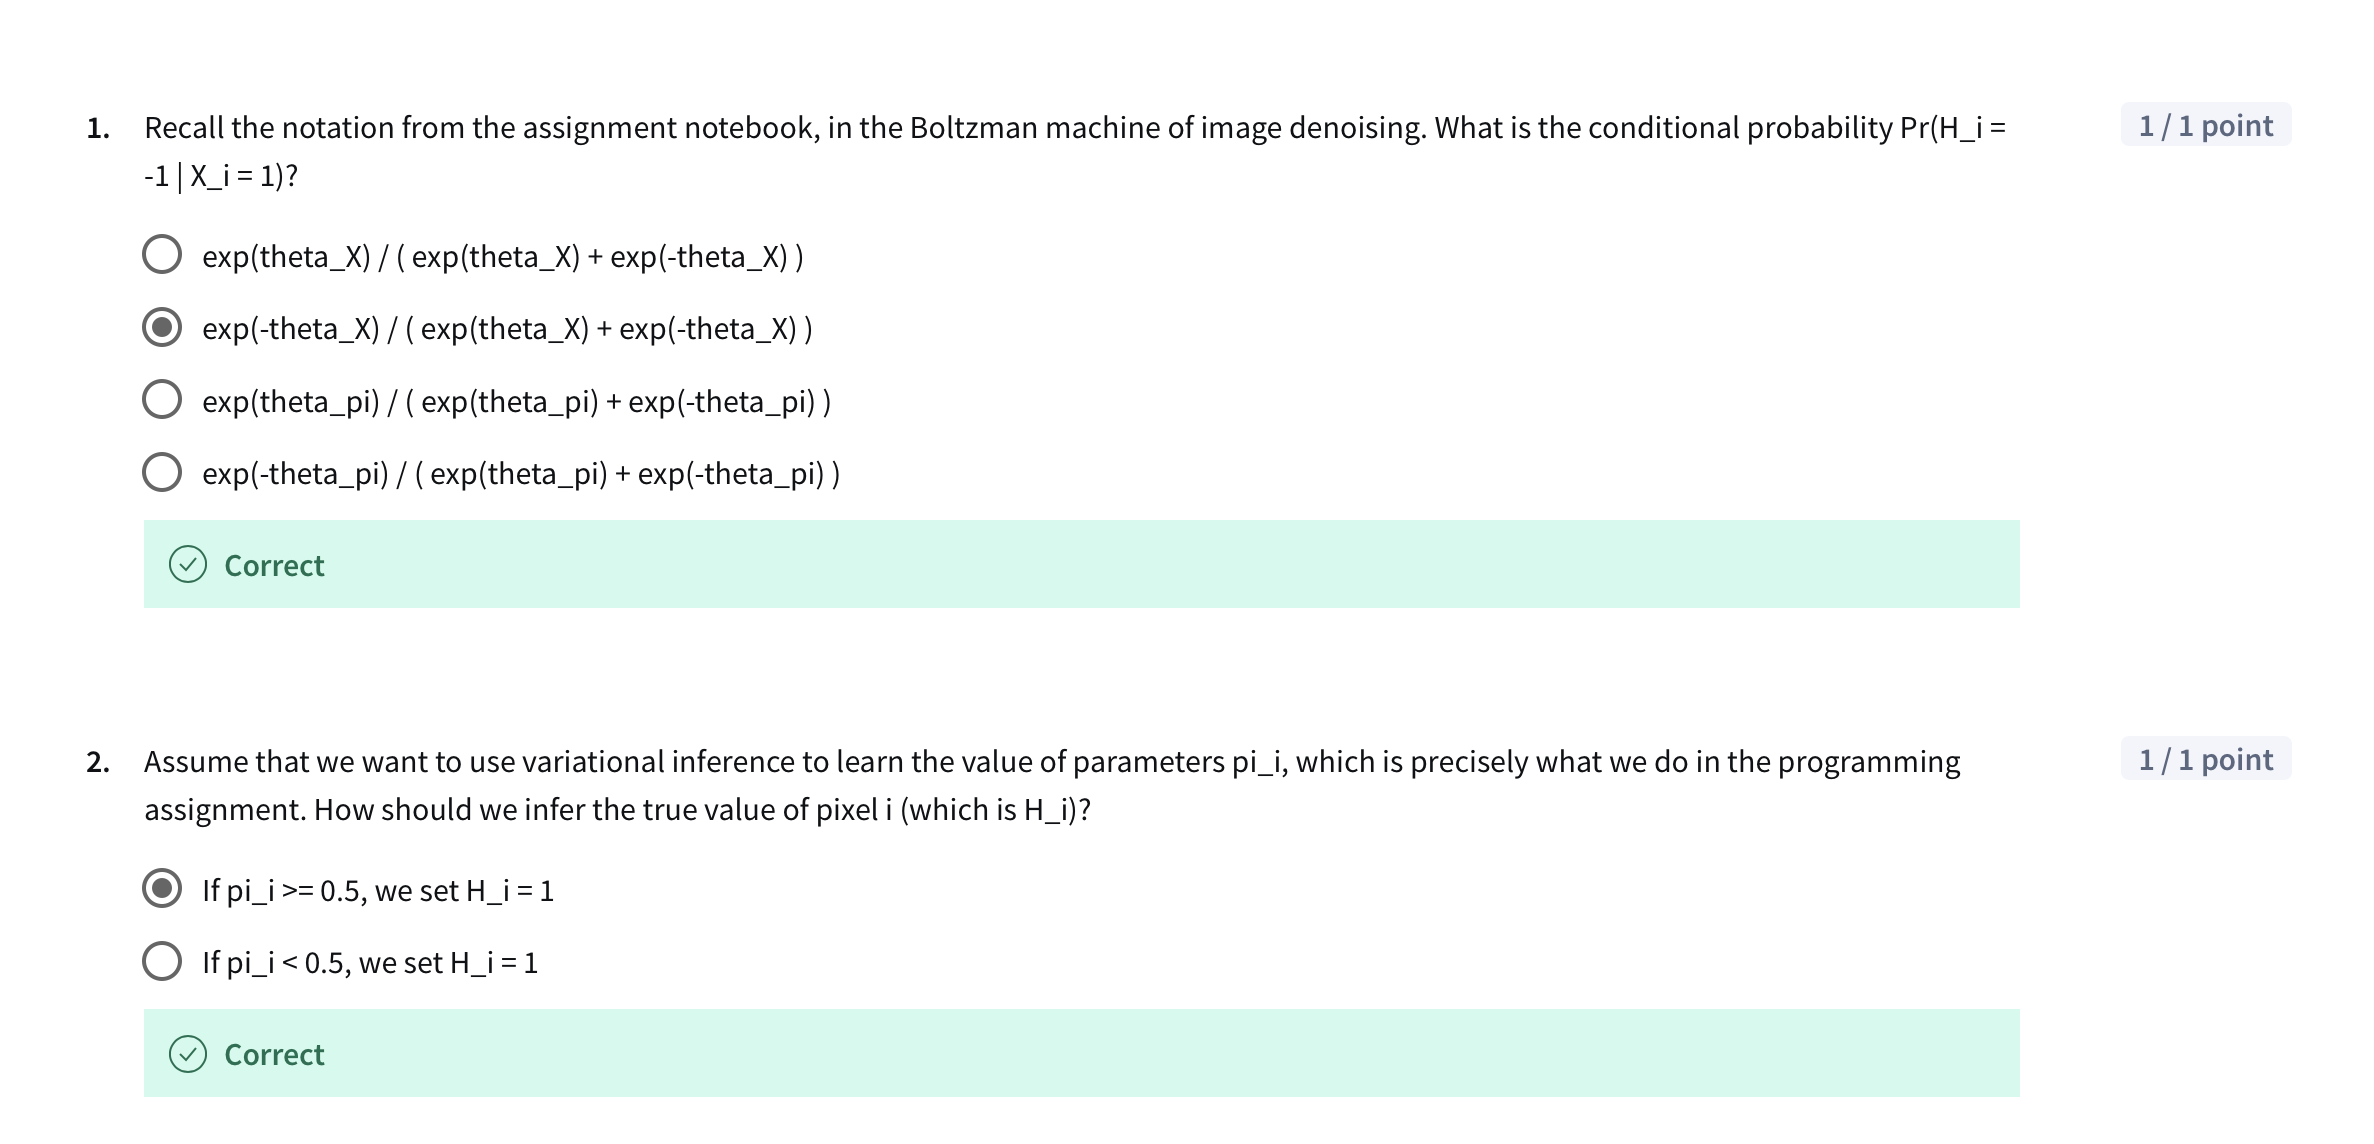 1. Recall the notation from the assignment notebook, in the Boltzman machine of image denoising. What is the conditional probability Pr(H_i = 1 / 1 point
-1 | X_i = 1)?
exp(theta_X) / ( exp(theta_X) + exp(-theta_X) )
exp(-theta_X) / ( exp(theta_X) + exp(-theta_X) )
exp(theta_pi) / ( exp(theta_pi) + exp(-theta_pi) )
exp(-theta_pi) / ( exp(theta_pi) + exp(-theta_pi) )
Correct
2. Assume that we want to use variational inference to learn the value of parameters pi_i, which is precisely what we do in the programming 1 / 1 point
assignment. How should we infer the true value of pixel i (which is H_i)?
If pi_i >= 0.5, we set H_i = 1
If pi_i < 0.5, we set H_i = 1
Correct